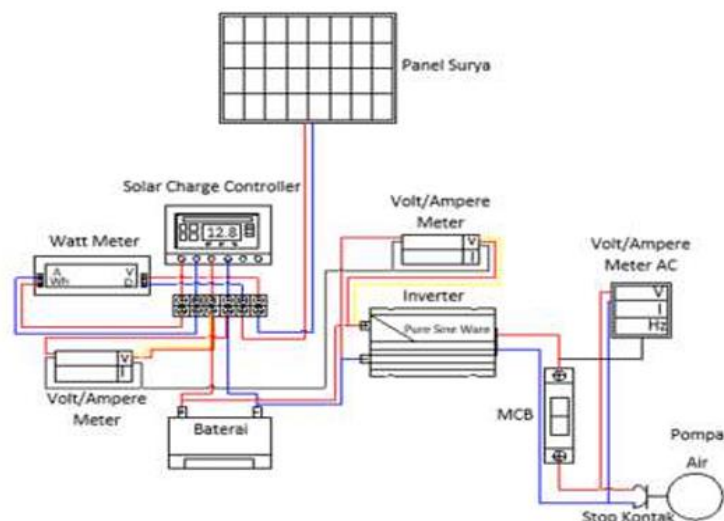 Panel Surya
Solar Charge Controller
12.8
Watt Meter
A V
Wh D
Volt/Ampere
Meter
V
I
Volt/Ampere
Meter AC
V
I
Hz
Inverter
Pure Sine Ware
V
I
Volt/Ampere
Meter
Baterai
MCB
Pompa
Air
Stop Kontak